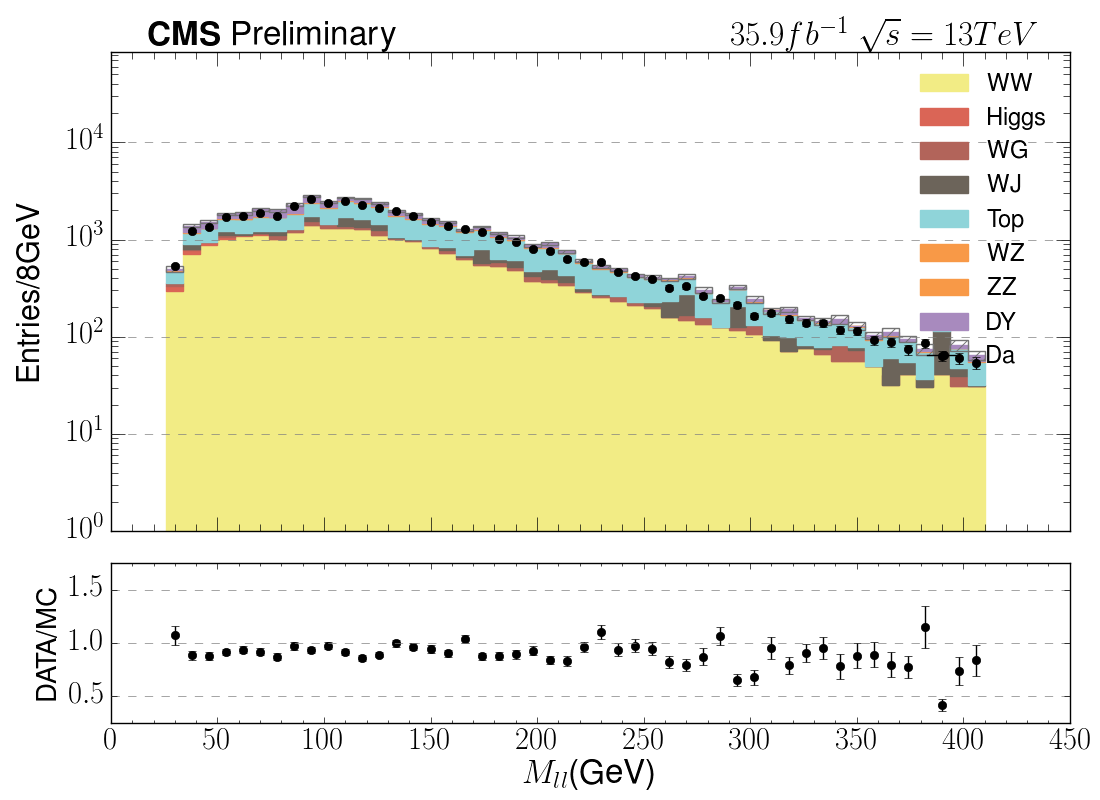 CMS Preliminary 35.9fb⁻¹ √s = 13TeV
WW
Higgs
WG
WJ
Top
WZ
ZZ
DY
Da
Entries/8GeV
10⁴
10³
10²
10¹
10⁰
DATA/MC
1.5
1.0
0.5
0 50 100 150 200 250 300 350 400 450
M_ll(GeV)